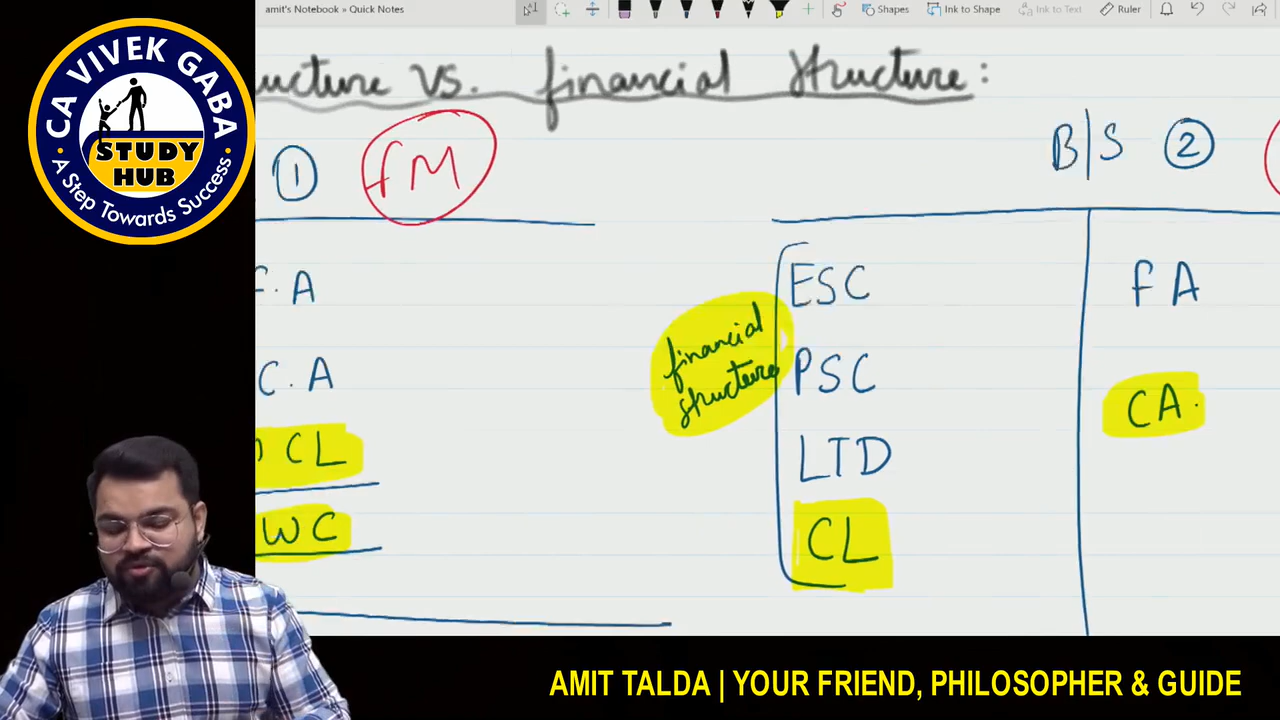 amit's Notebook » Quick Notes
Shapes
Ink to Shape
Ink to Text
Ruler
CA VIVEK GABA
STUDY
HUB
• A Step Towards Success •
ucture vs. financial structure:
① fM
B/S ②
F.A
C.A
CL
WC
financial
structure
ESC
PSC
LTD
CL
FA
CA.
AMIT TALDA | YOUR FRIEND, PHILOSOPHER & GUIDE